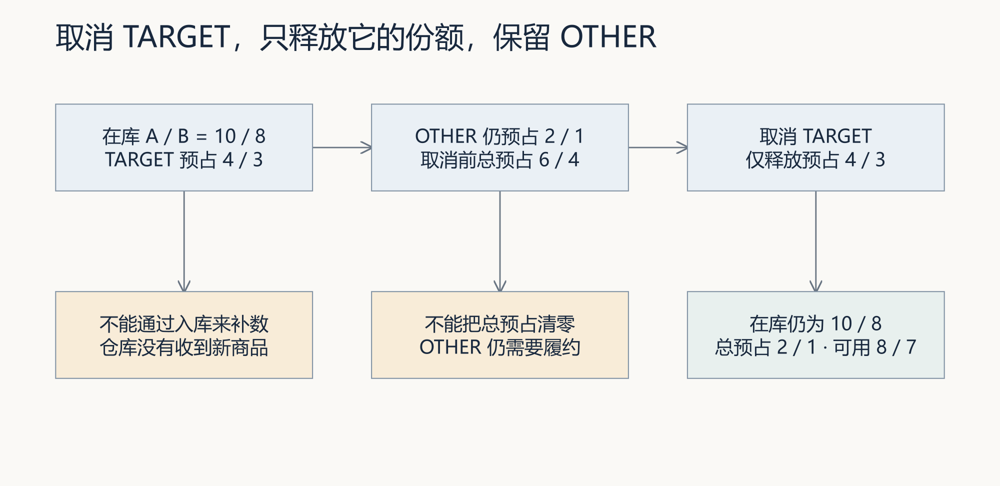 取消 TARGET，只释放它的份额，保留 OTHER
在库 A / B = 10 / 8
TARGET 预占 4 / 3
OTHER 仍预占 2 / 1
取消前总预占 6 / 4
取消 TARGET
仅释放预占 4 / 3
不能通过入库来补数
仓库没有收到新商品
不能把总预占清零
OTHER 仍需要履约
在库仍为 10 / 8
总预占 2 / 1 · 可用 8 / 7